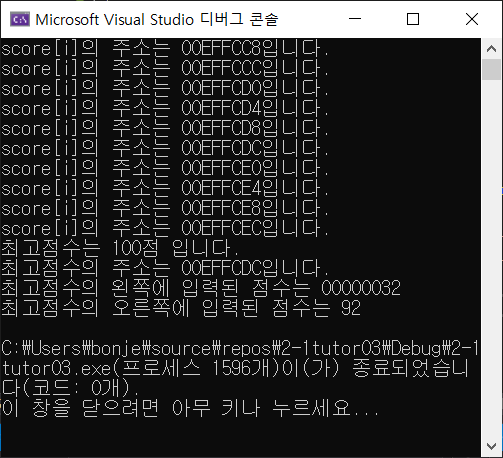 Microsoft Visual Studio 디버그 콘솔
score[i]의 주소는 00EFFCC8입니다.
score[i]의 주소는 00EFFCCC입니다.
score[i]의 주소는 00EFFCD0입니다.
score[i]의 주소는 00EFFCD4입니다.
score[i]의 주소는 00EFFCD8입니다.
score[i]의 주소는 00EFFCDC입니다.
score[i]의 주소는 00EFFCE0입니다.
score[i]의 주소는 00EFFCE4입니다.
score[i]의 주소는 00EFFCE8입니다.
score[i]의 주소는 00EFFCEC입니다.
최고점수는 100점 입니다.
최고점수의 주소는 00EFFCDC입니다.
최고점수의 왼쪽에 입력된 점수는 00000032
최고점수의 오른쪽에 입력된 점수는 92
C:₩Users₩bonje₩source₩repos₩2-1tutor03₩Debug₩2-1
tutor03.exe(프로세스 1596개)이(가) 종료되었습니
다(코드: 0개).
이 창을 닫으려면 아무 키나 누르세요...